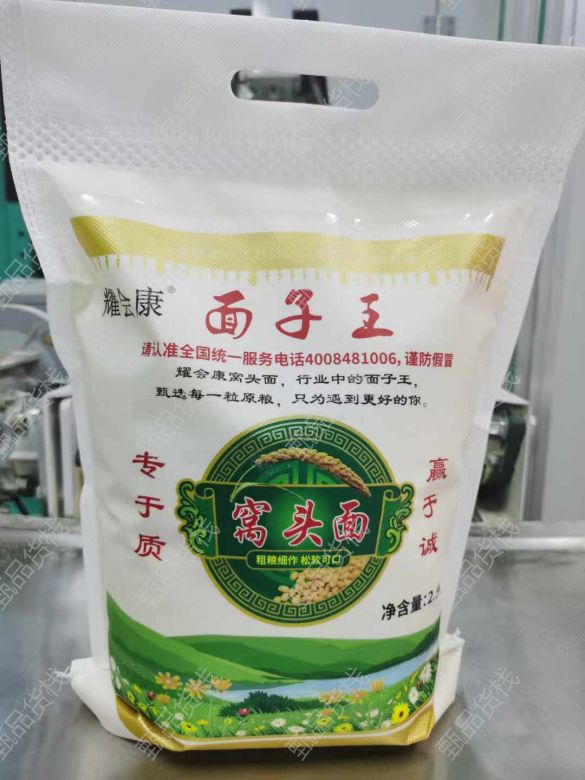 耀会康®
面子王
请认准全国统一服务电话4008481006,谨防假冒
耀会康窝头面，行业中的面子王，
甄选每一粒原粮，只为遇到更好的你。
专于质
赢于诚
窝头面
粗粮细作 松软可口
净含量：2.
甄品货栈